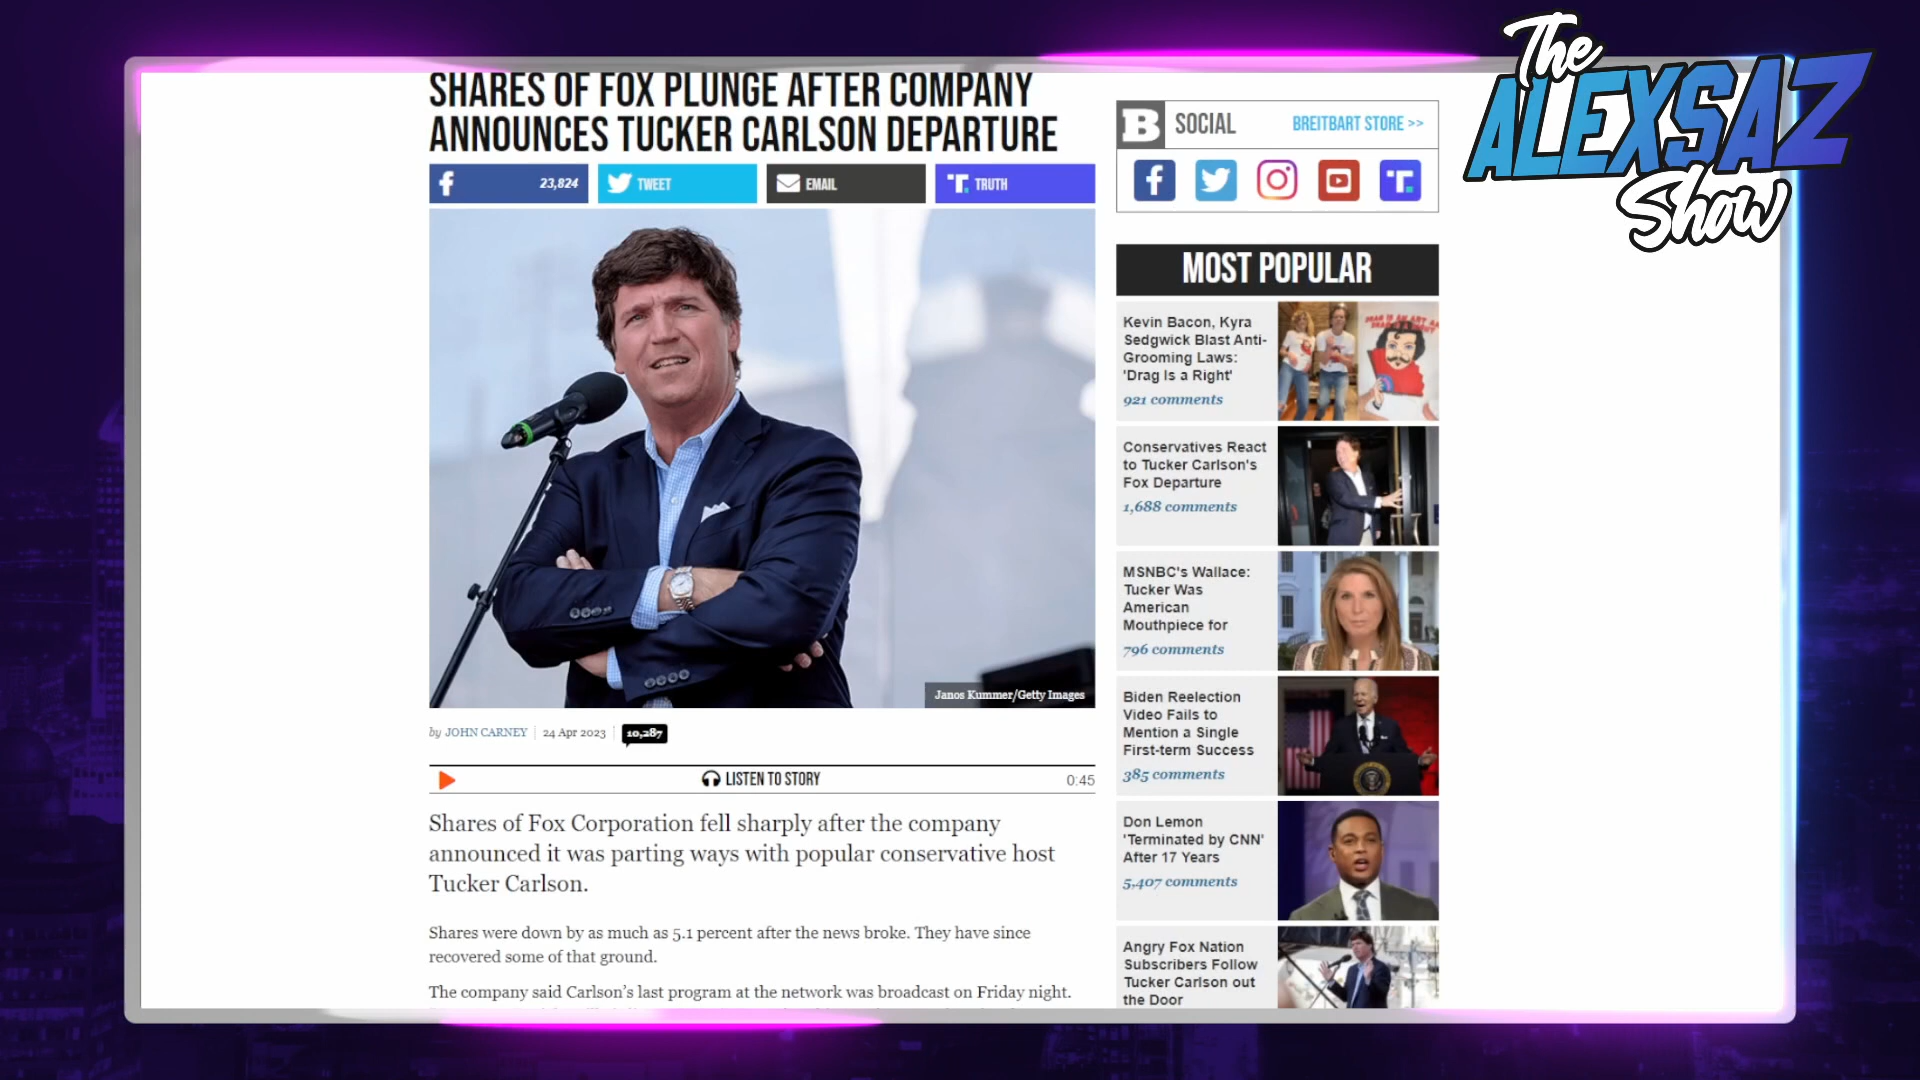 The
ALEXSAZ
Show
SHARES OF FOX PLUNGE AFTER COMPANY
ANNOUNCES TUCKER CARLSON DEPARTURE
23,824
TWEET
EMAIL
TRUTH
Janos Kummer/Getty Images
by JOHN CARNEY | 24 Apr 2023 | 10,287
LISTEN TO STORY
0:45
Shares of Fox Corporation fell sharply after the company
announced it was parting ways with popular conservative host
Tucker Carlson.
Shares were down by as much as 5.1 percent after the news broke. They have since
recovered some of that ground.
The company said Carlson's last program at the network was broadcast on Friday night.
B SOCIAL
BREITBART STORE >>
MOST POPULAR
Kevin Bacon, Kyra
Sedgwick Blast Anti-
Grooming Laws:
'Drag Is a Right'
921 comments
Conservatives React
to Tucker Carlson's
Fox Departure
1,688 comments
MSNBC's Wallace:
Tucker Was
American
Mouthpiece for
796 comments
Biden Reelection
Video Fails to
Mention a Single
First-term Success
385 comments
Don Lemon
'Terminated by CNN'
After 17 Years
5,407 comments
Angry Fox Nation
Subscribers Follow
Tucker Carlson out
the Door